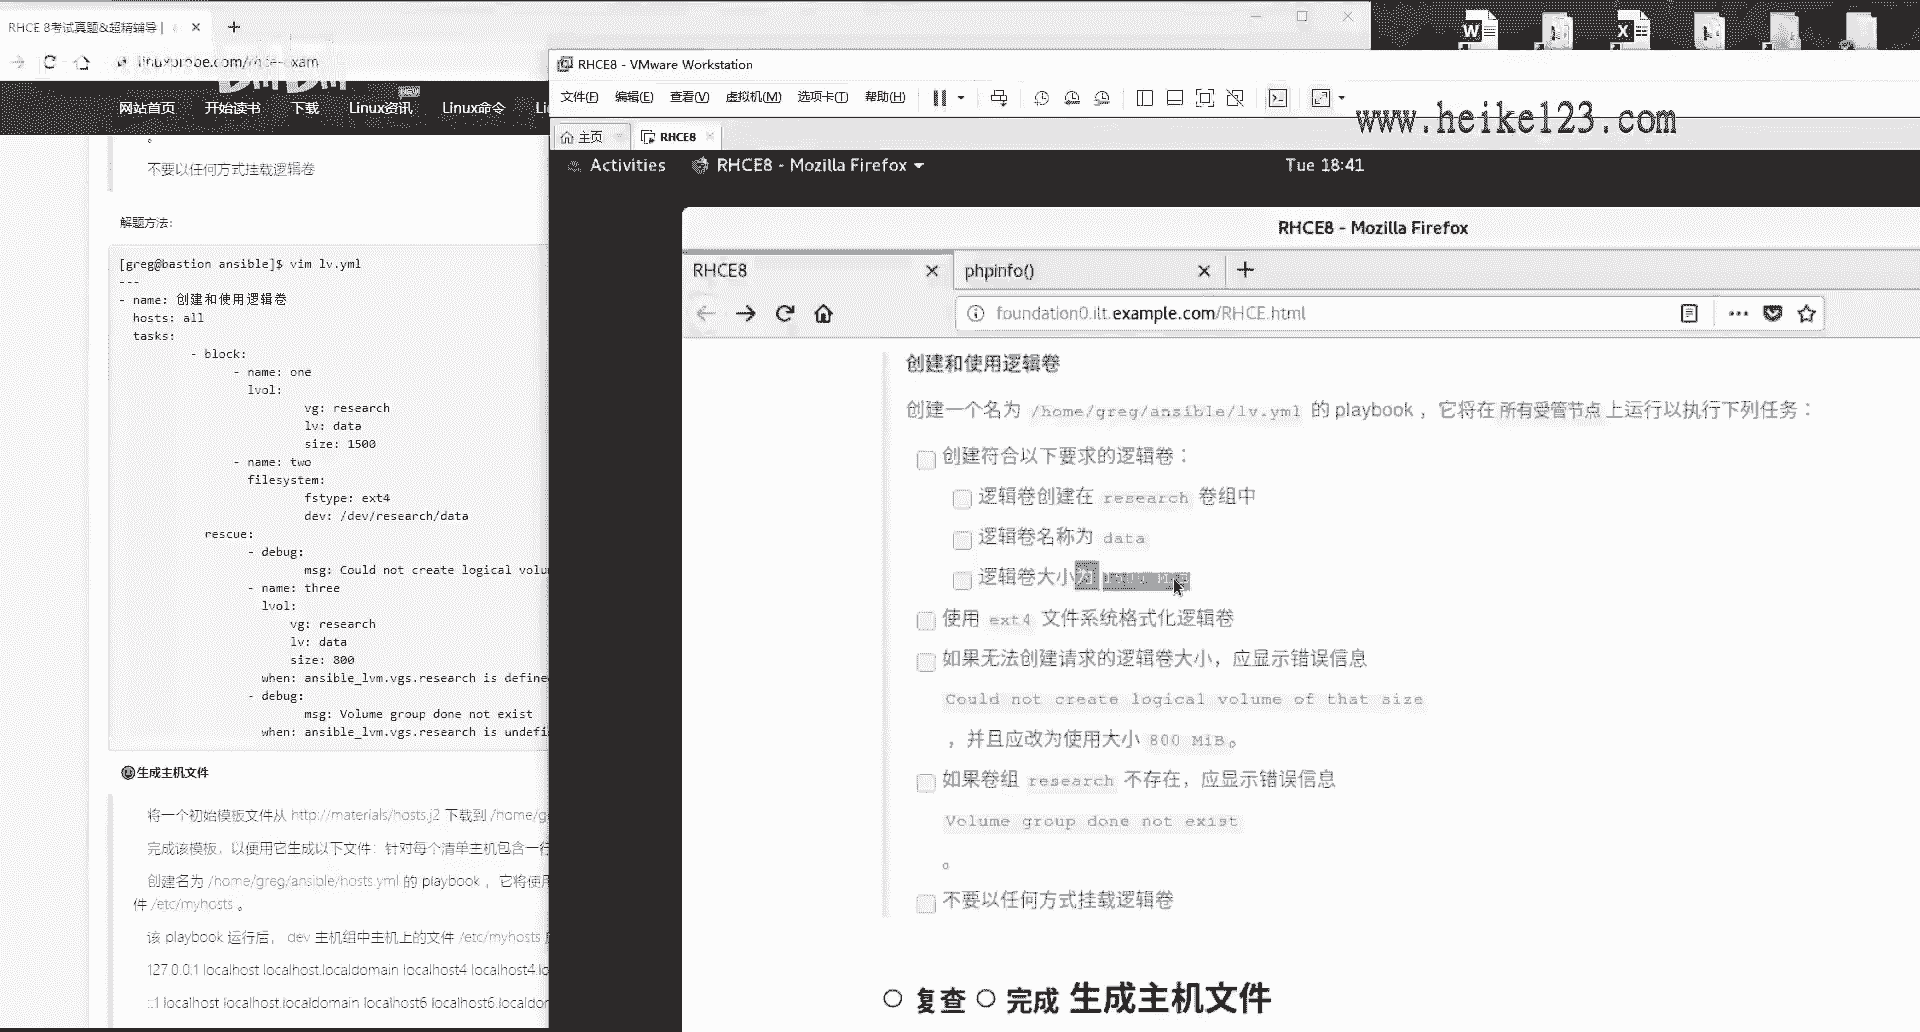 RHCE 8考试真题&超精辅导 |
linuxprobe.com/rhce-exam
网站首页 开始读书 下载 Linux资讯 new Linux命令
不要以任何方式挂载逻辑卷
解题方法:
[greg@bastion ansible]$ vim lv.yml
---
- name: 创建和使用逻辑卷
hosts: all
tasks:
- block:
- name: one
lvol:
vg: research
lv: data
size: 1500
- name: two
filesystem:
fstype: ext4
dev: /dev/research/data
rescue:
- debug:
msg: Could not create logical
- name: three
lvol:
vg: research
lv: data
size: 800
when: ansible_lvm.vgs.research is
- debug:
msg: Volume group done not exist
when: ansible_lvm.vgs.research is
生成主机文件
将一个初始模板文件从 http://materials/hosts.j2 下载到
完成该模板，以便用它生成以下文件：针对每个清单主机包含一行
创建名为 /home/greg/ansible/hosts.yml 的 playbook ，它将使用
件 /etc/myhosts 。
该 playbook 运行后， dev 主机组中主机上的文件 /etc/myhosts
127.0.0.1 localhost localhost.localdomain localhost4
::1 localhost localhost.localdomain localhost6
RHCE8 - VMware Workstation
文件(F) 编辑(E) 查看(V) 虚拟机(M) 选项卡(T) 帮助(H)
www.heike123.com
主页 RHCE8
Activities RHCE8 - Mozilla Firefox Tue 18:41
RHCE8 - Mozilla Firefox
RHCE8 phpinfo()
foundation0.ilt.example.com/RHCE.html
创建和使用逻辑卷
创建一个名为 /home/greg/ansible/lv.yml 的 playbook ，它将在 所有受管节点 上运行以执行下列任务：
创建符合以下要求的逻辑卷：
逻辑卷创建在 research 卷组中
逻辑卷名称为 data
逻辑卷大小为
使用 ext4 文件系统格式化逻辑卷
如果无法创建请求的逻辑卷大小，应显示错误信息
Could not create logical volume of that size
，并且应改为使用大小 800 MiB。
如果卷组 research 不存在，应显示错误信息
Volume group done not exist
。
不要以任何方式挂载逻辑卷
复查 完成 生成主机文件